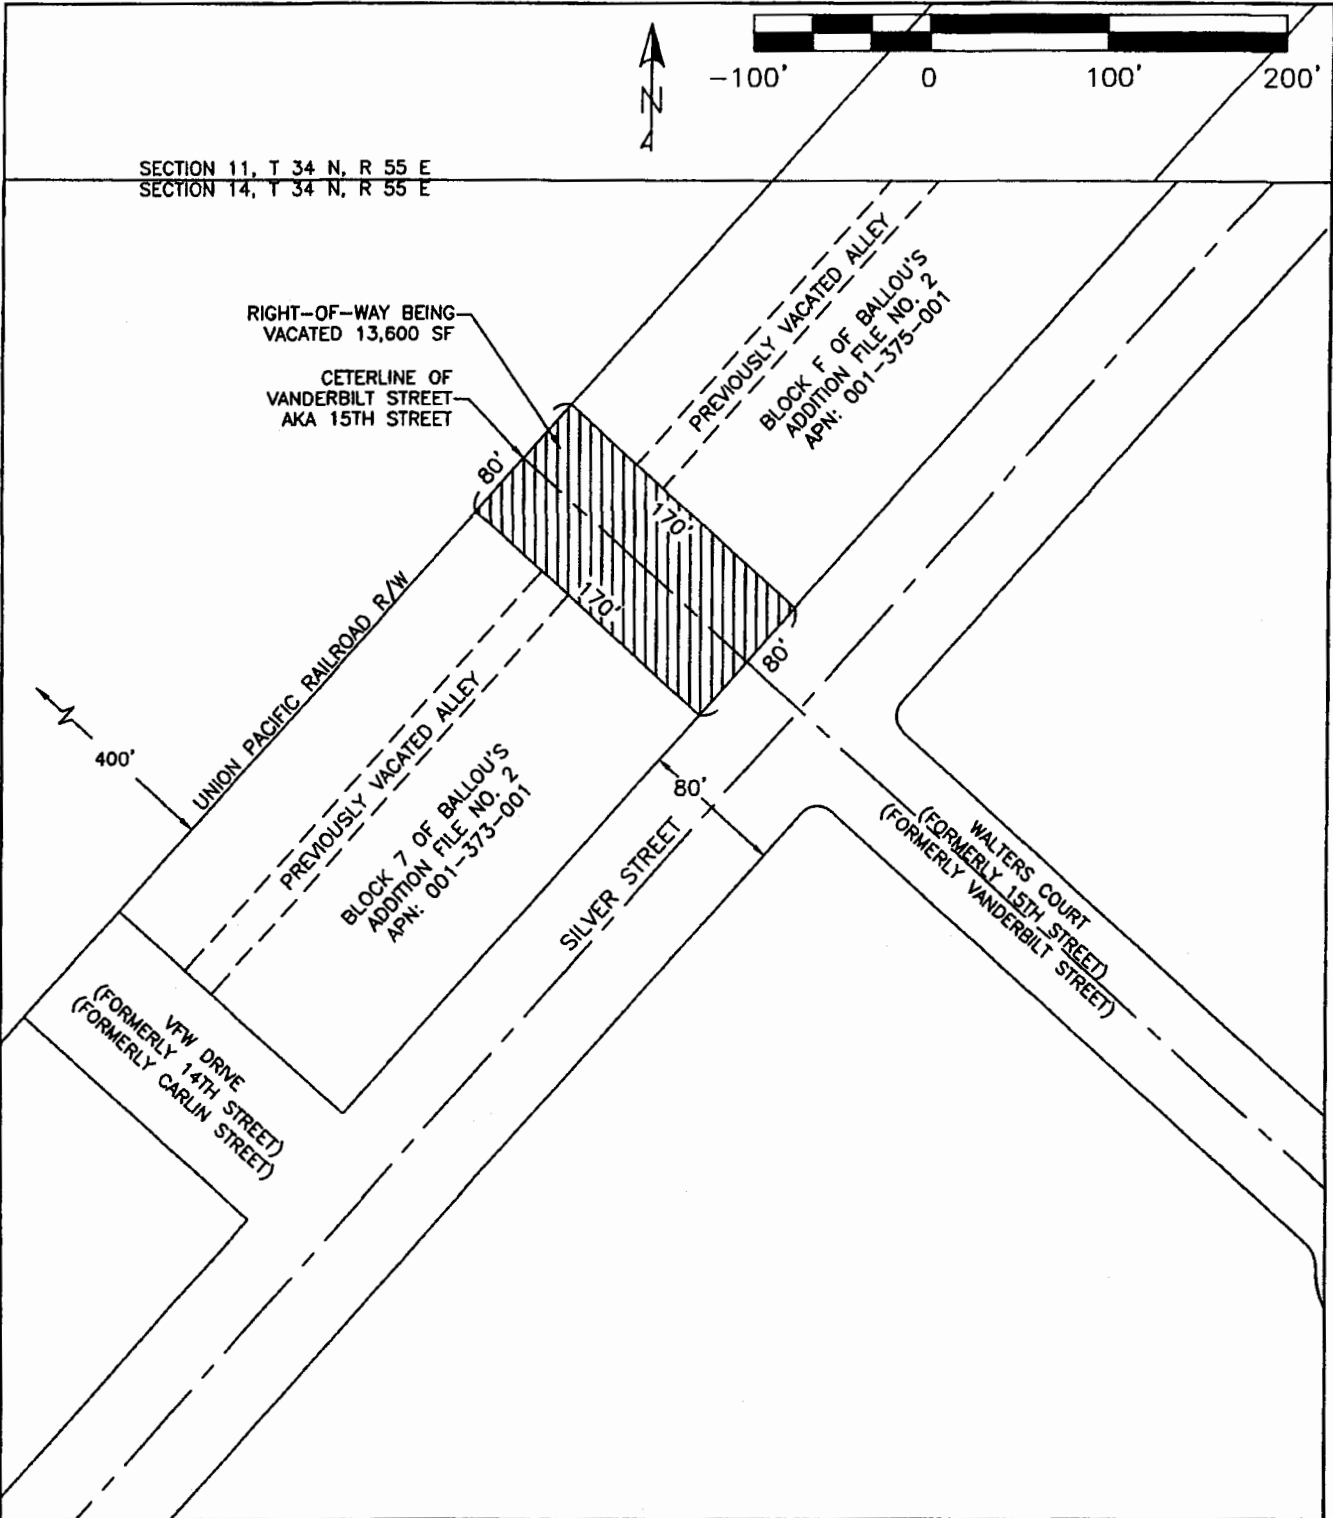 -100' 0 100' 200'
N
SECTION 11, T 34 N, R 55 E
SECTION 14, T 34 N, R 55 E
PREVIOUSLY VACATED ALLEY
BLOCK F OF BALLOU'S
ADDITION FILE NO. 2
APN: 001-375-001
RIGHT-OF-WAY BEING
VACATED 13,600 SF
CETERLINE OF
VANDERBILT STREET
AKA 15TH STREET
80'
170'
170'
80'
UNION PACIFIC RAILROAD R/W
400'
PREVIOUSLY VACATED ALLEY
BLOCK 7 OF BALLOU'S
ADDITION FILE NO. 2
APN: 001-373-001
80'
SILVER STREET
WALTERS COURT
(FORMERLY 15TH STREET)
(FORMERLY VANDERBILT STREET)
VFW DRIVE
(FORMERLY 14TH STREET)
(FORMERLY CARLIN STREET)